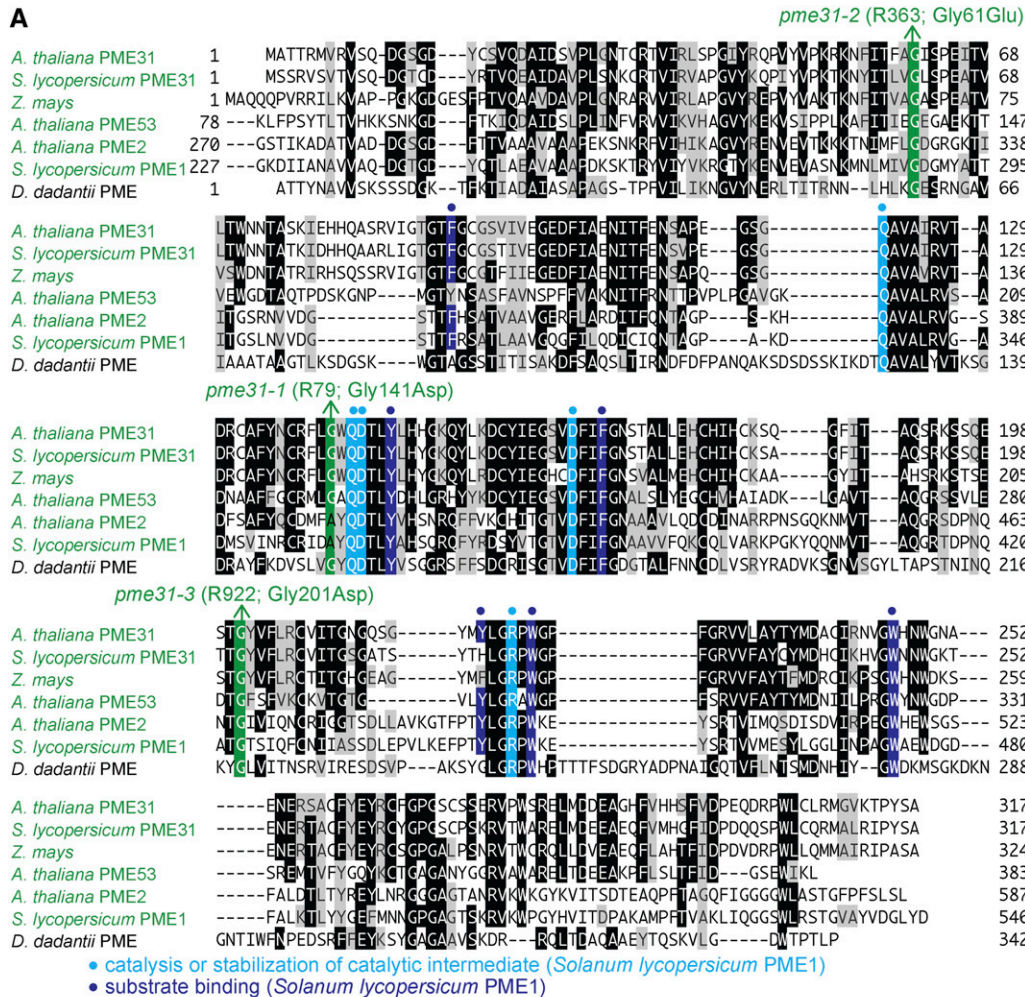 A
pme31-2 (R363; Gly61Glu)
A. thaliana PME31 1 ----MATTRMVRVSQ-DGSGD---YCSVQDAIDSVPLGNTCRTVIRLSPGIYRQPVYVPKRKNFITFAGISPEITV 68
S. lycopersicum PME31 1 ----MSSRVSVTVSQ-DGTGD---YRTVQEAIDAVPLSNKCRTVIRVAPGVYKQPIYVPKTKNYITLVGLSPEATV 68
Z. mays 1 -MAQQQPVRRILKVAP-PGKGDGESFPTVQAAVDAVPLGNRARVVIRLAPGVYREPVYVAKTKNFITVAGASPEATV 75
A. thaliana PME53 78 ---KLFPSYTLTVHKKSNKGD---FTKIQDAIDSLPLINFVRVVIKVHAGVYKEKVSIPPLKAFITIEGEGAEKTT 147
A. thaliana PME2 270 ---GSTIKADATVAD-DGSGD---FTTVAAAVAAAPEKSNKRFVIHIKAGVYRENVEVTKKKTNIMFLGDGRGKTI 338
S. lycopersicum PME1 227 ---GKDIIANAVVAQ-DGTGD---YQTLAEAVAAAPDKSKTRYVIYVKRGTYKENVEVASNKMNLMIVGDGMYATT 295
D. dadantii PME 1 ----ATTYNAVVSKSSSDGK-TFKTIADAIASAPAGS-TPFVILIKNGVYNERLTITRNN---LHLKGESRNGAV 66
A. thaliana PME31 LTWNNTASKIEHHQASRVIGTGTFGCGSVIVEGEDFIAENITFENSAPE---GSG----------QAVAIRVT--A 129
S. lycopersicum PME31 LTWNNTATKIDHHQAARLIGTGTFGCGTVIVEGEDFIAENITFENSVPE---GSG----------QAVAIRVT--A 129
Z. mays VSWDNTATRIRHSQSSRVIGTGTFGCGTFIIEGEDFIAENITFENSAPQ---GSG----------QAVAVRVT--A 136
A. thaliana PME53 VEWGDTAQTPDSKGNP----MGTYNSASFAVNSPFFVAKNITFRNTTPVPLPGAVGK--------QAVALRVS--A 209
A. thaliana PME2 ITGSRNVVDG---------STTFHSATVAAVGERFLARDITFQNTAGP---S-KH----------QAVALRVG--S 389
S. lycopersicum PME1 ITGSLNVVDG---------STTFRSATLAAVGQGFILQDICIQNTAGP---A-KD----------QAVALRVG--A 346
D. dadantii PME IAAATAAGTLKSDGSK----WGTAGSSTITISAKDFSAQSLTIRNDFDFPANQAKSDSDSSKIKDTQAVALYVTKSG 139
pme31-1 (R79; Gly141Asp)
A. thaliana PME31 DRCAFYNCRFLGWQDTLYLHHGKQYLKDCYIEGSVDFIFGNSTALLEHCHIHCKSQ-----GFIT---AQSRKSSQE 198
S. lycopersicum PME31 DRCAFYNCRFLGWQDTLYLHYGKQYLKDCYIEGSVDFIFGNSTALLEHCHIHCKSA-----GFIT---AQSRKSSQE 198
Z. mays DRCAFYNCRFLGWQDTLYLHYGKQYLRDCYIEGHCDFIFGNSVALMEHCHIHCKAA-----GYIT---AHSRKSTSE 205
A. thaliana PME53 DNAAFFGCRMLGAQDTLYDHLGRHYYKDCYIEGSVDFIFGNALSLYEGCHVHAIADK----LGAVT--AQGRSSVLE 280
A. thaliana PME2 DFSAFYQCDMFAYQDTLYVHSNRQFFVKCHITGTVDFIFGNAAAVLQDCDINARRPNSGQKNMVT---AQGRSDPNQ 463
S. lycopersicum PME1 DMSVINRCRIDAYQDTLYAHSQRQFYRDSYVTGTVDFIFGNAAVVFQKCQLVARKPGKYQQNMVT---AQGRTDPNQ 420
D. dadantii PME DRAYFKDVSLVGYQDTLYVSGGRSFFSDCRISGTVDFIFGDGTALFNNCDLVSRYRADVKSGNVSGYLTAPSTNINQ 216
pme31-3 (R922; Gly201Asp)
A. thaliana PME31 STGYVFLRCVITGNGQSG------YMYLGRPWGP--------------FGRVVLAYTYMDACIRNVGWHNWGNA- 252
S. lycopersicum PME31 TTGYVFLRCVITGSGATS------YTHLGRPWGP--------------FGRVVFAYCYMDHCIKHVGWNNWGKT- 252
Z. mays STGYVFLRCIITGHGEAG------YMFLGRPWGP--------------FGRVVFAYTFMDRCIKPSGWHNWDKS- 259
A. thaliana PME53 DTGFSFVKCKVTGTG---------VLYLGRAWGP--------------FSRVVFAYTYMDNIILPRGWYNWGDP- 331
A. thaliana PME2 NTGIVIQNCRIGGTSDLLAVKGTFPTYLGRPWKE--------------YSRTVIMQSDISDVIRPEGWHEWSGS- 523
S. lycopersicum PME1 ATGTSIQFCNIIASSDLEPVLKEFPTYLGRPWKE--------------YSRTVVMESYLGGLINPAGWAEWDGD- 480
D. dadantii PME KYGLVITNSRVIRESDSVP-----AKSYGLGRPWHPTTTFSDGRYADPNAIGQTVFLNTSMDNHIY--GWDKMSGKDKN 288
A. thaliana PME31 -----ENERSACFYEYRCFGPGSCSSERVPWSRELMDDEAGHFVHHSFVDPEQDRPWLCLRMGVKTPYSA 317
S. lycopersicum PME31 -----ENERTACFYEYRCYGPGSCPSKRVTWARELMDEEAEQFVMHGFIDPDQQSPWLCQRMALRIPYSA 317
Z. mays -----ENERTACFYEYRCSGPGALPSNRVTWCRQLLDVEAEQFLAHTFIDPDVDRPWLLQMMAIRIPASA 324
A. thaliana PME53 -----SREMTVFYGQYKCTGAGANYGGRVAWARELTDEEAKPFLSLTFID---GSEWIKL 383
A. thaliana PME2 -----FALDTLTYREYLNRGGGAGTANRVKWKGYKVITSDTEAQPFTAGQFIGGGGWLASTGFPFSLSL 587
S. lycopersicum PME1 -----FALKTLYYGEFMNNGPGAGTSKRVKWPGYHVITDPAKAMPFTVAKLIQGGSWLRSTGVAYVDGLYD 546
D. dadantii PME GNTIWFNPEDSRFFEYKSYGAGAAVSKDR---RQLTDAQAAEYTQSKVLG----DWTPTLP 342
• catalysis or stabilization of catalytic intermediate (Solanum lycopersicum PME1)
• substrate binding (Solanum lycopersicum PME1)